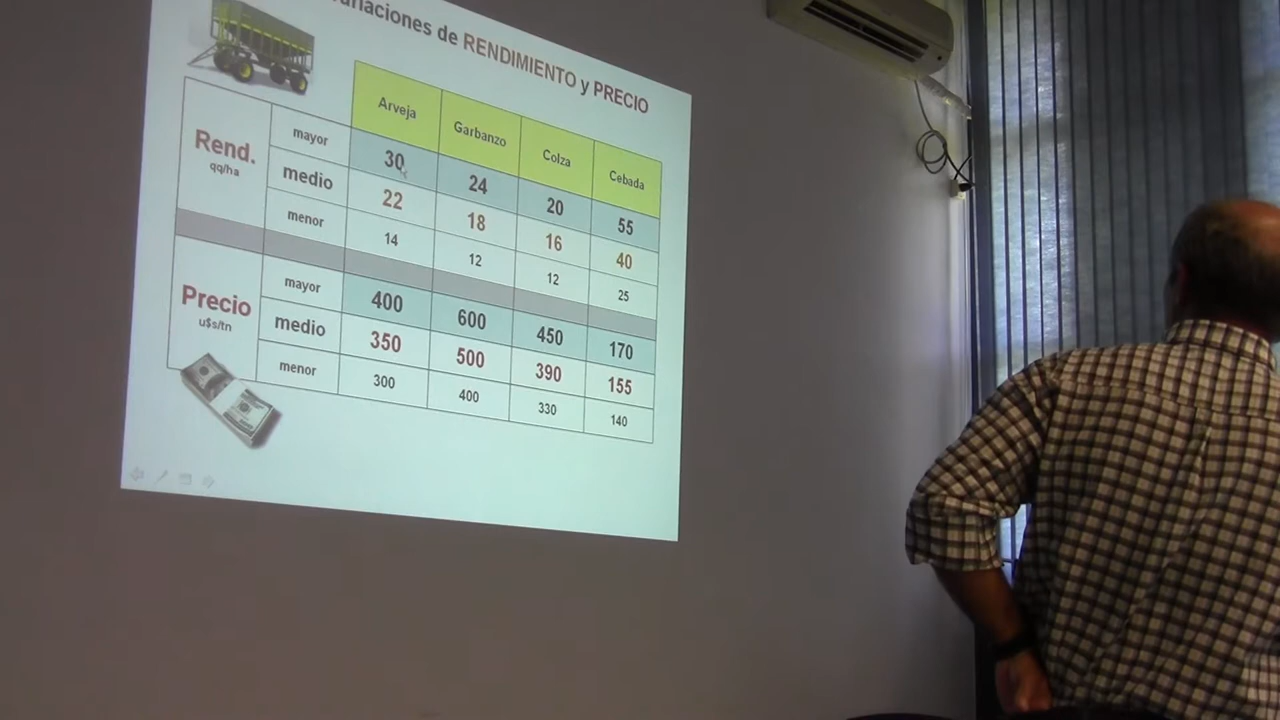 de RENDIMIENTO y PRECIO
Arveja Garbanzo Colza Cebada
Rend. qq/ha
mayor 30 24 20 55
medio 22 18 16 40
menor 14 12 12 25
Precio u$s/tn
mayor 400 600 450 170
medio 350 500 390 155
menor 300 400 330 140